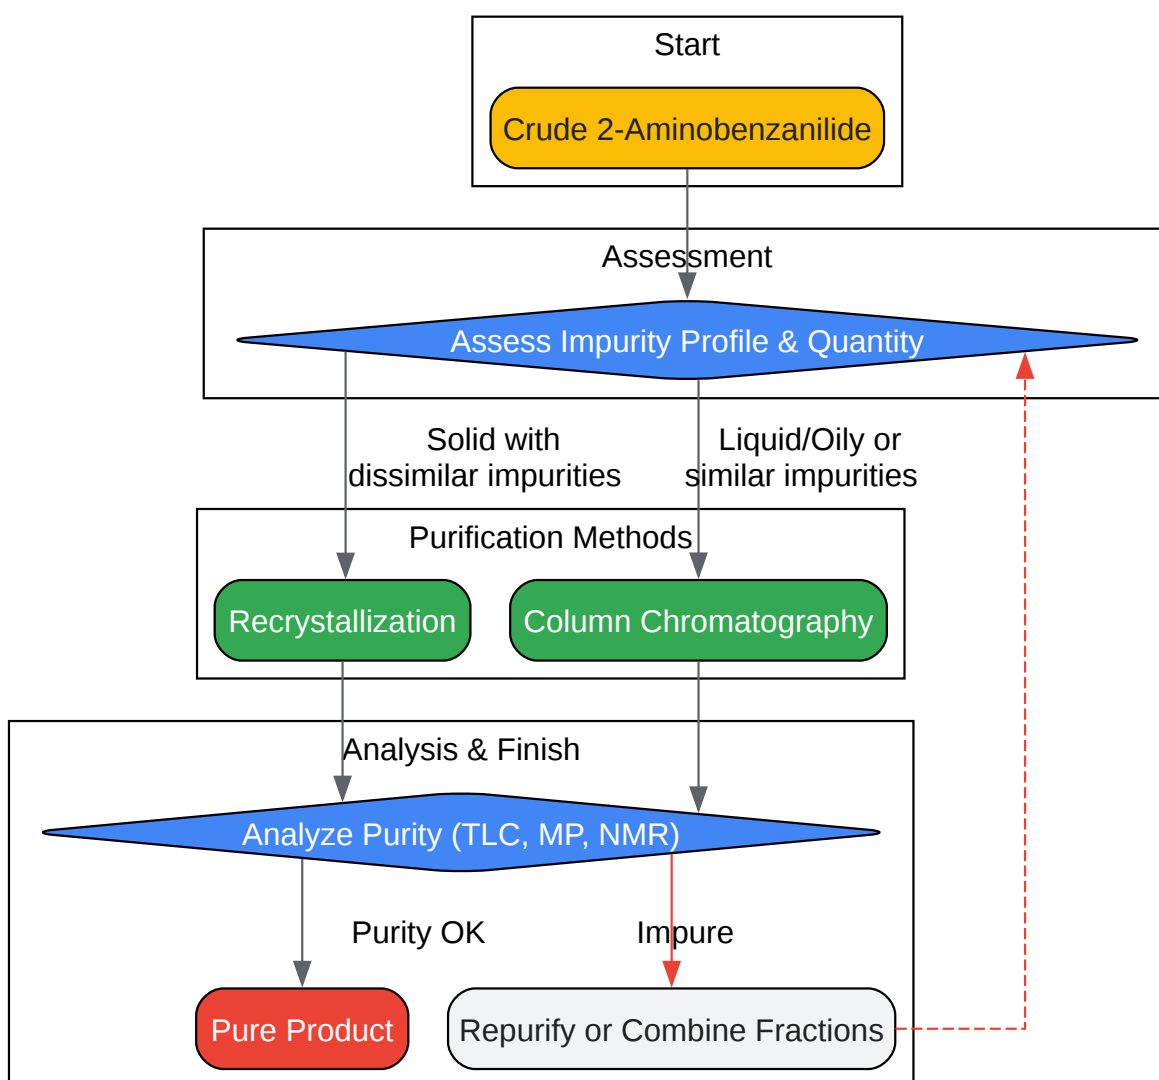 Start
Crude 2-Aminobenzanilide
Assessment
Assess Impurity Profile & Quantity
Solid with
dissimilar impurities
Liquid/Oily or
similar impurities
Purification Methods
Recrystallization
Column Chromatography
Analysis & Finish
Analyze Purity (TLC, MP, NMR)
Purity OK
Impure
Pure Product
Repurify or Combine Fractions